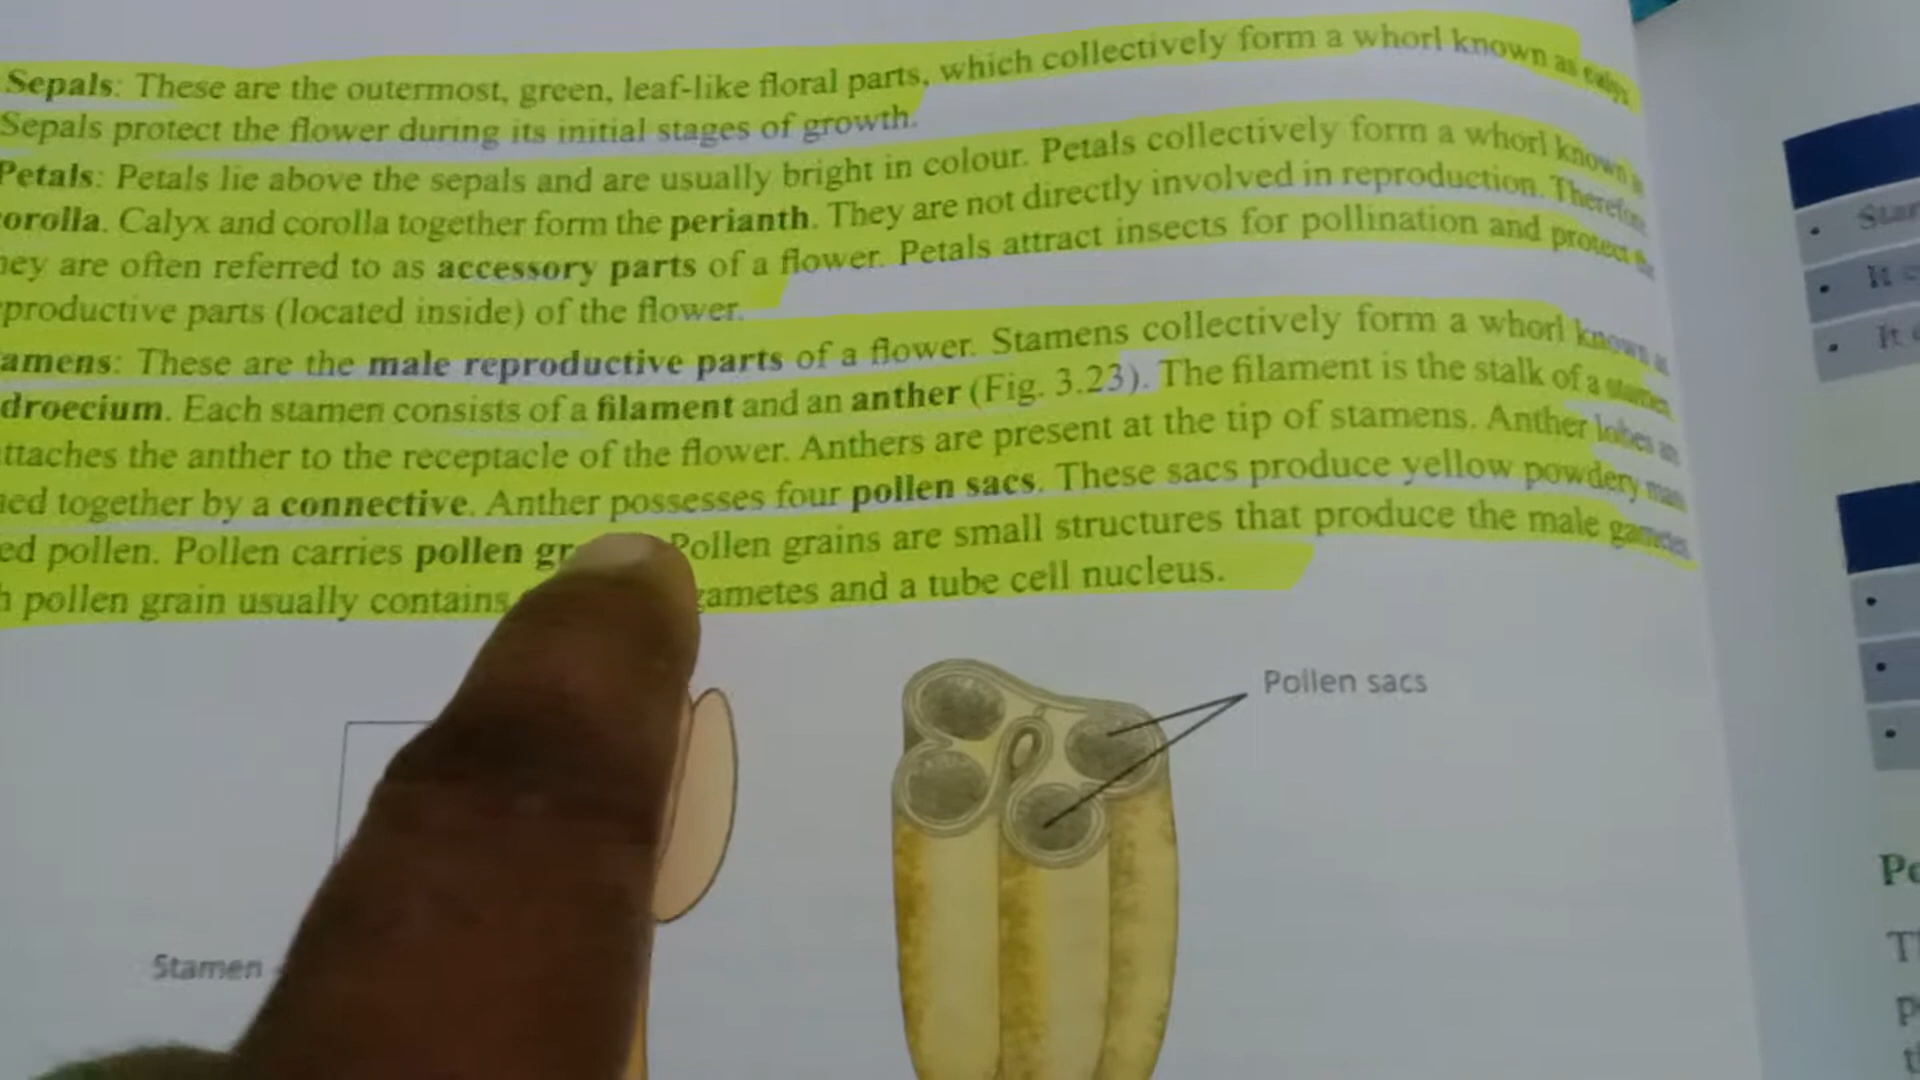 Sepals: These are the outermost, green, leaf-like floral parts, which collectively form a whorl known as calyx
Sepals protect the flower during its initial stages of growth.
Petals: Petals lie above the sepals and are usually bright in colour. Petals collectively form a whorl known
orolla. Calyx and corolla together form the perianth. They are not directly involved in reproduction. Therefore
hey are often referred to as accessory parts of a flower. Petals attract insects for pollination and protect
productive parts (located inside) of the flower.
amens: These are the male reproductive parts of a flower. Stamens collectively form a whorl known
droecium. Each stamen consists of a filament and an anther (Fig. 3.23). The filament is the stalk of a stamen
ttaches the anther to the receptacle of the flower. Anthers are present at the tip of stamens. Anther lobes
ned together by a connective. Anther possesses four pollen sacs. These sacs produce yellow powdery
ed pollen. Pollen carries pollen gr Pollen grains are small structures that produce the male gametes
h pollen grain usually contains gametes and a tube cell nucleus.
Pollen sacs
Stamen
Star
It
It
Po
T
p
t